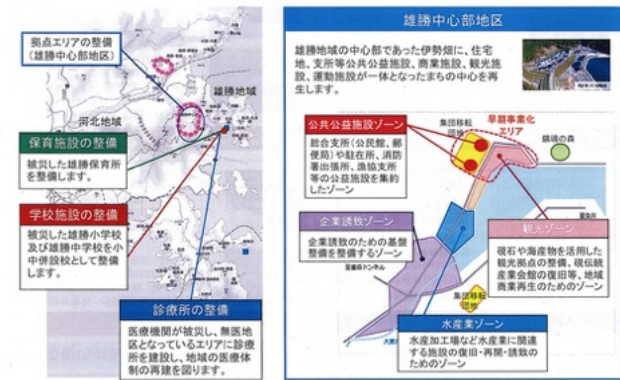 拠点エリアの整備
(雄勝中心部地区)
雄勝地域
河北地域
保育施設の整備
被災した雄勝保育所
を整備します。
学校施設の整備
被災した雄勝小学校
及び雄勝中学校を小
中併設校として整備
します。
診療所の整備
医療機関が被災し、無医地
区となっているエリアに診療
所を建設し、地域の医療体
制の再建を図ります。
雄勝中心部地区
雄勝地域の中心部であった伊勢畑に、住宅
地、支所等公共公益施設、商業施設、観光施
設、運動施設が一体となったまちの中心を再
生します。
公共公益施設ゾーン
総合支所(公民館、郵
便局)や駐在所、消防
署出張所、漁協支所
等の公益施設を集約
したゾーン
集団移転
団地
早期事業化
エリア
鎮魂の森
企業誘致ゾーン
企業誘致のための基盤
整備を整備するゾーン
観光ゾーン
硯石や海産物を活用した
観光拠点の整備、硯伝統
産業会館の復旧等、地域
商業再生のためのゾーン
集団移転
団地
水産業ゾーン
水産加工場など水産業に関連
する施設の復旧・再開・誘致の
ためのゾーン